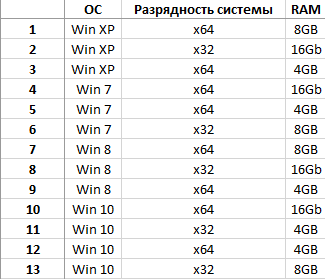 ОС Разрядность системы RAM
1 Win XP x64 8GB
2 Win XP x32 16Gb
3 Win XP x64 4GB
4 Win 7 x64 16Gb
5 Win 7 x64 4GB
6 Win 7 x32 8GB
7 Win 8 x64 8GB
8 Win 8 x32 16Gb
9 Win 8 x64 4GB
10 Win 10 x64 16Gb
11 Win 10 x32 4GB
12 Win 10 x64 4GB
13 Win 10 x32 8GB